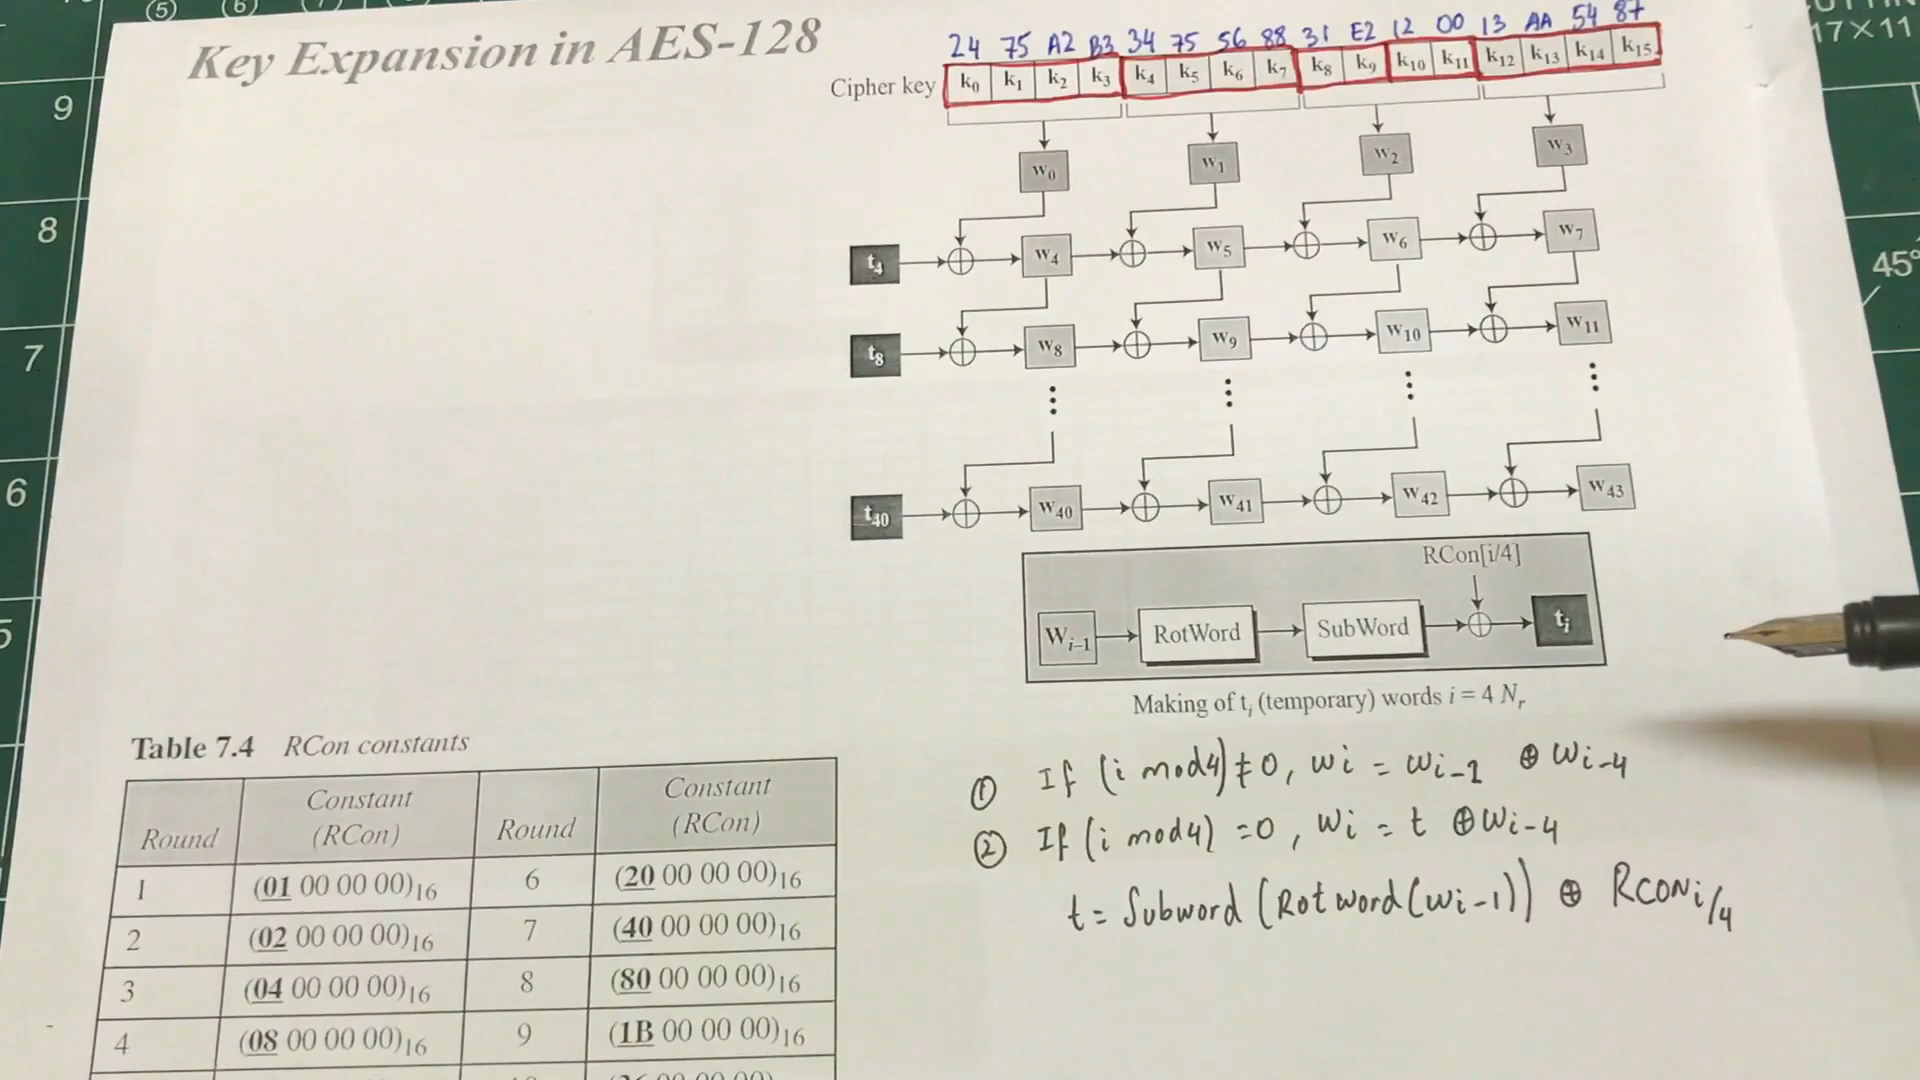 ⑤ ⑥
Key Expansion in AES-128
17×11
24 75 A2 B3 34 75 56 88 31 E2 12 00 13 AA 54 87
Cipher key k0 k1 k2 k3 k4 k5 k6 k7 k8 k9 k10 k11 k12 k13 k14 k15
9
w0 w1 w2 w3
8
t4 w4 w5 w6 w7
45°
7
t8 w8 w9 w10 w11
6
t40 w40 w41 w42 w43
RCon[i/4]
5
Wi–1 RotWord SubWord ti
Making of ti (temporary) words i = 4 Nr
① If (i mod4) ≠ 0, wi = wi-1 ⊕ wi-4
② If (i mod4) = 0, wi = t ⊕ wi-4
t = Subword (Rotword(wi-1)) ⊕ RCONi/4
Table 7.4 RCon constants
Round Constant (RCon) Round Constant (RCon)
1 (01 00 00 00)16 6 (20 00 00 00)16
2 (02 00 00 00)16 7 (40 00 00 00)16
3 (04 00 00 00)16 8 (80 00 00 00)16
4 (08 00 00 00)16 9 (1B 00 00 00)16